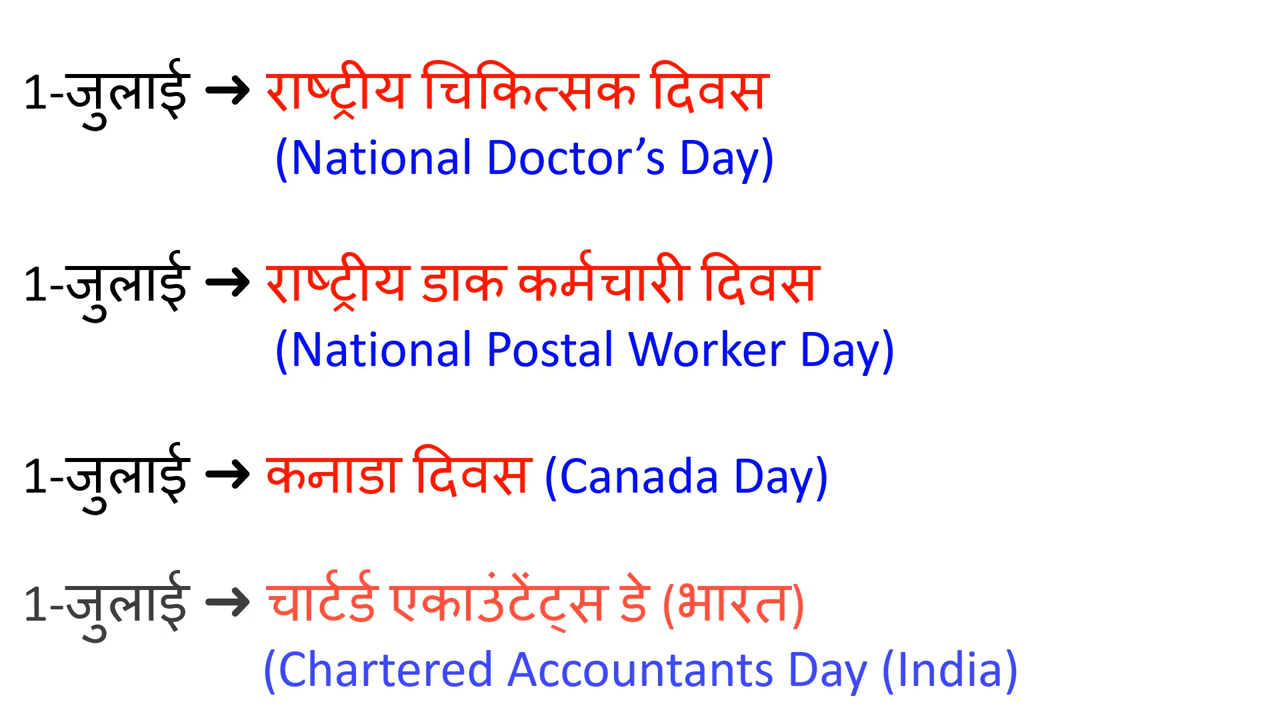 1-जुलाई ➜ राष्ट्रीय चिकित्सक दिवस
(National Doctor’s Day)
1-जुलाई ➜ राष्ट्रीय डाक कर्मचारी दिवस
(National Postal Worker Day)
1-जुलाई ➜ कनाडा दिवस (Canada Day)
1-जुलाई ➜ चार्टर्ड एकाउंटेंट्स डे (भारत)
(Chartered Accountants Day (India)